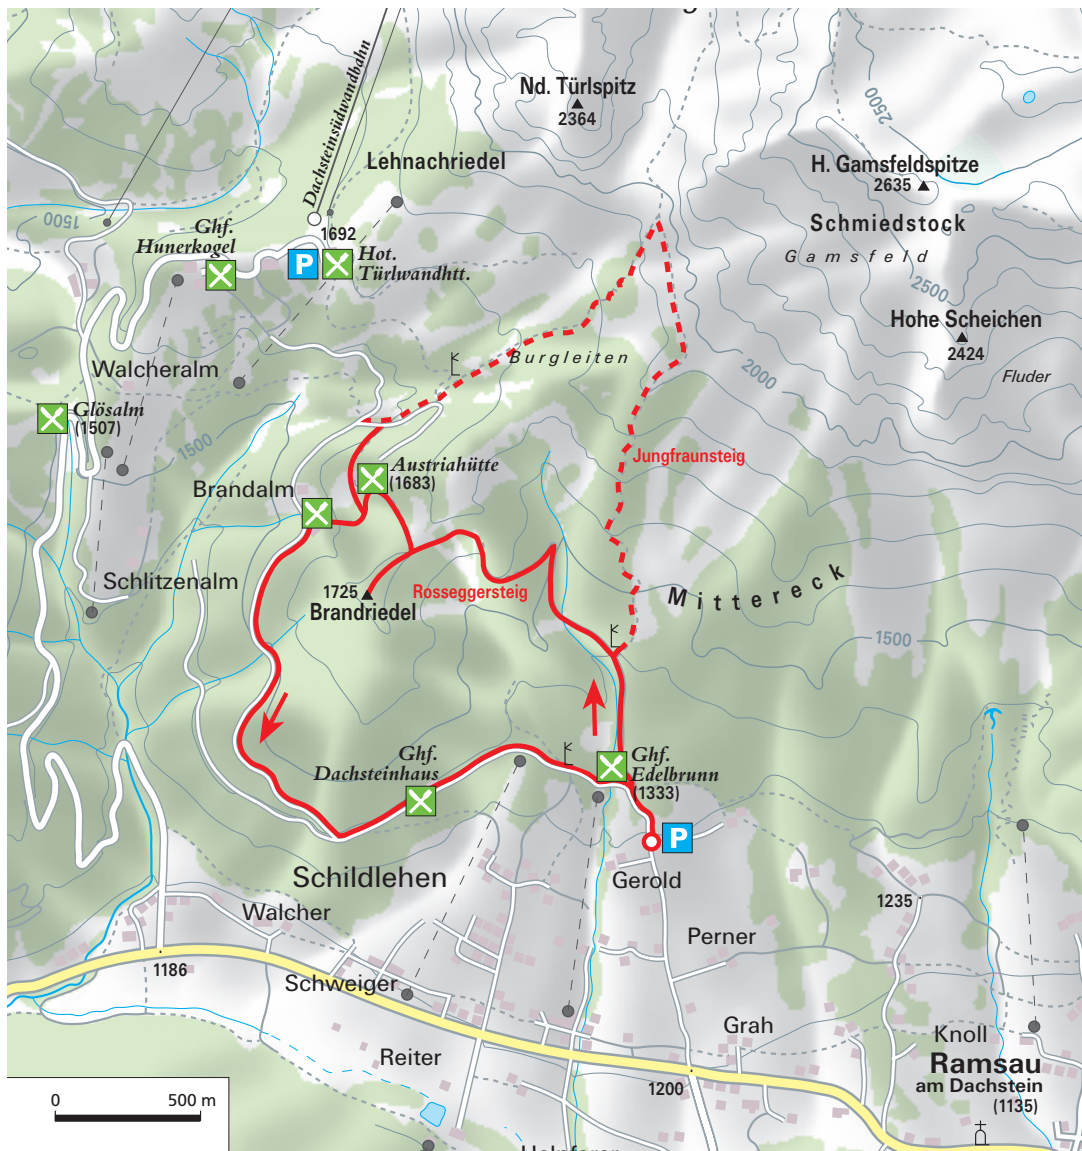 Dachsteinsüdwandbahn
Nd. Türlspitz
2364
2500
Lehnachriedel
H. Gamsfeldspitze
2635
Schmiedstock
Gamsfeld
1500
Ghf.
Hunerkogel
1692
P
Hot.
Türlwandhtt.
2500
Hohe Scheichen
2424
Fluder
Burgleiten
2000
Walcheralm
Glösalm
(1507)
1500
Jungfraunsteig
Austriahütte
(1683)
Brandalm
Schlitzenalm
1725
Brandriedel
Rosseggersteig
Mittereck
1500
Ghf.
Dachsteinhaus
Ghf.
Edelbrunn
(1333)
P
Schildlehen
Gerold
1235
Walcher
Perner
1186
Schweiger
Grah
Knoll
Reiter
Ramsau
am Dachstein
(1135)
1200
0 500 m